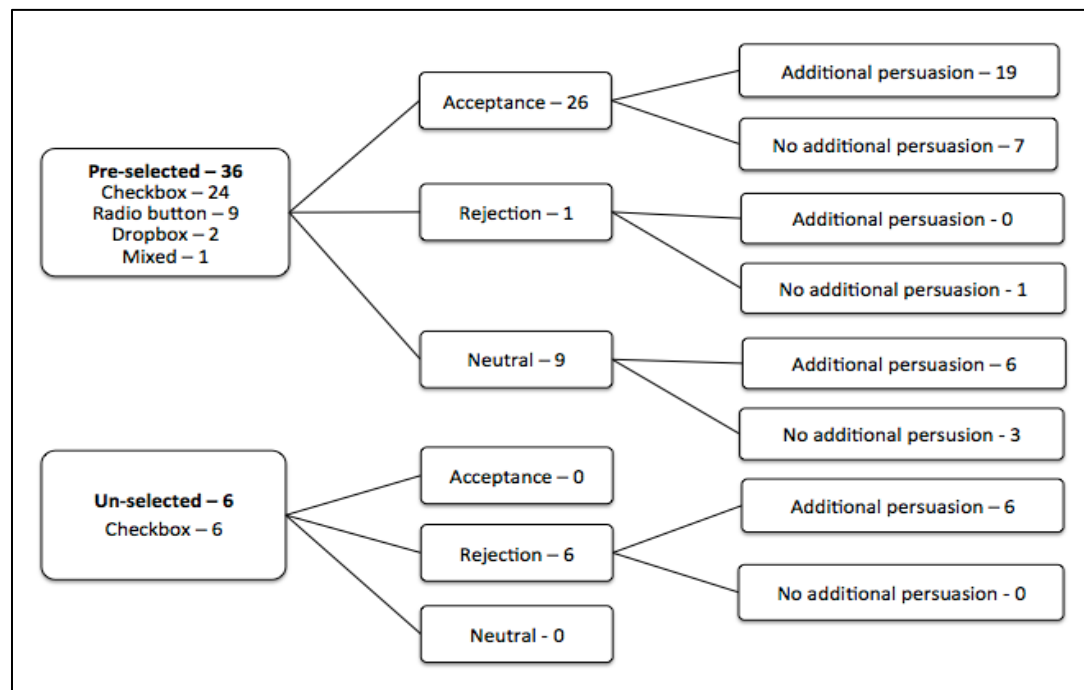 Pre-selected – 36
Checkbox – 24
Radio button – 9
Dropbox – 2
Mixed – 1
Acceptance – 26
Additional persuasion – 19
No additional persuasion – 7
Rejection – 1
Additional persuasion - 0
No additional persuasion - 1
Neutral – 9
Additional persuasion – 6
No additional persusion - 3
Un-selected – 6
Checkbox – 6
Acceptance – 0
Rejection – 6
Additional persuasion – 6
No additional persuasion - 0
Neutral - 0